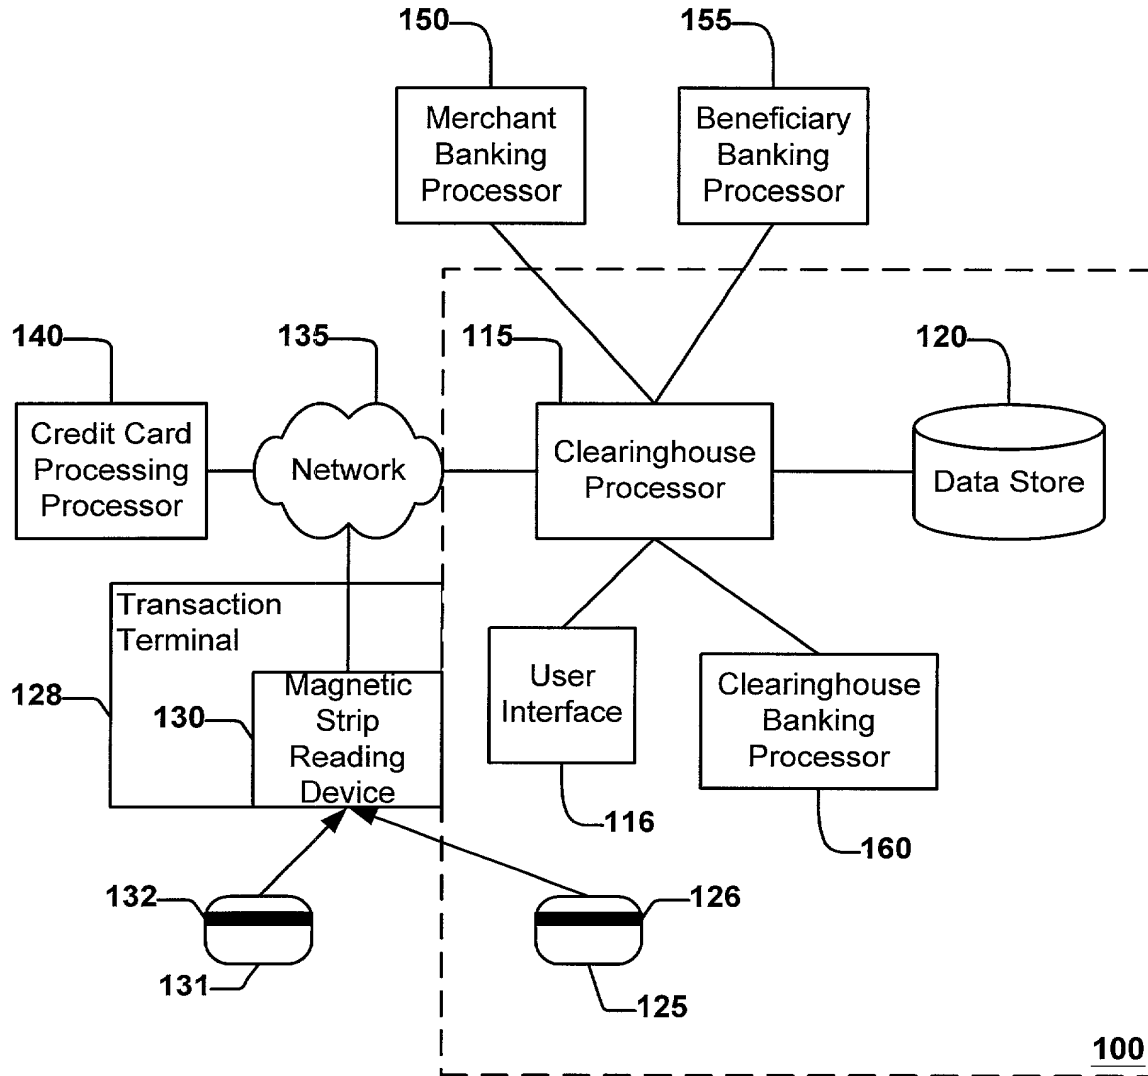 150
155
Merchant
Banking
Processor
Beneficiary
Banking
Processor
140
135
115
120
Credit Card
Processing
Processor
Network
Clearinghouse
Processor
Data Store
Transaction
Terminal
128
130
Magnetic
Strip
Reading
Device
User
Interface
Clearinghouse
Banking
Processor
116
160
132
126
131
125
100